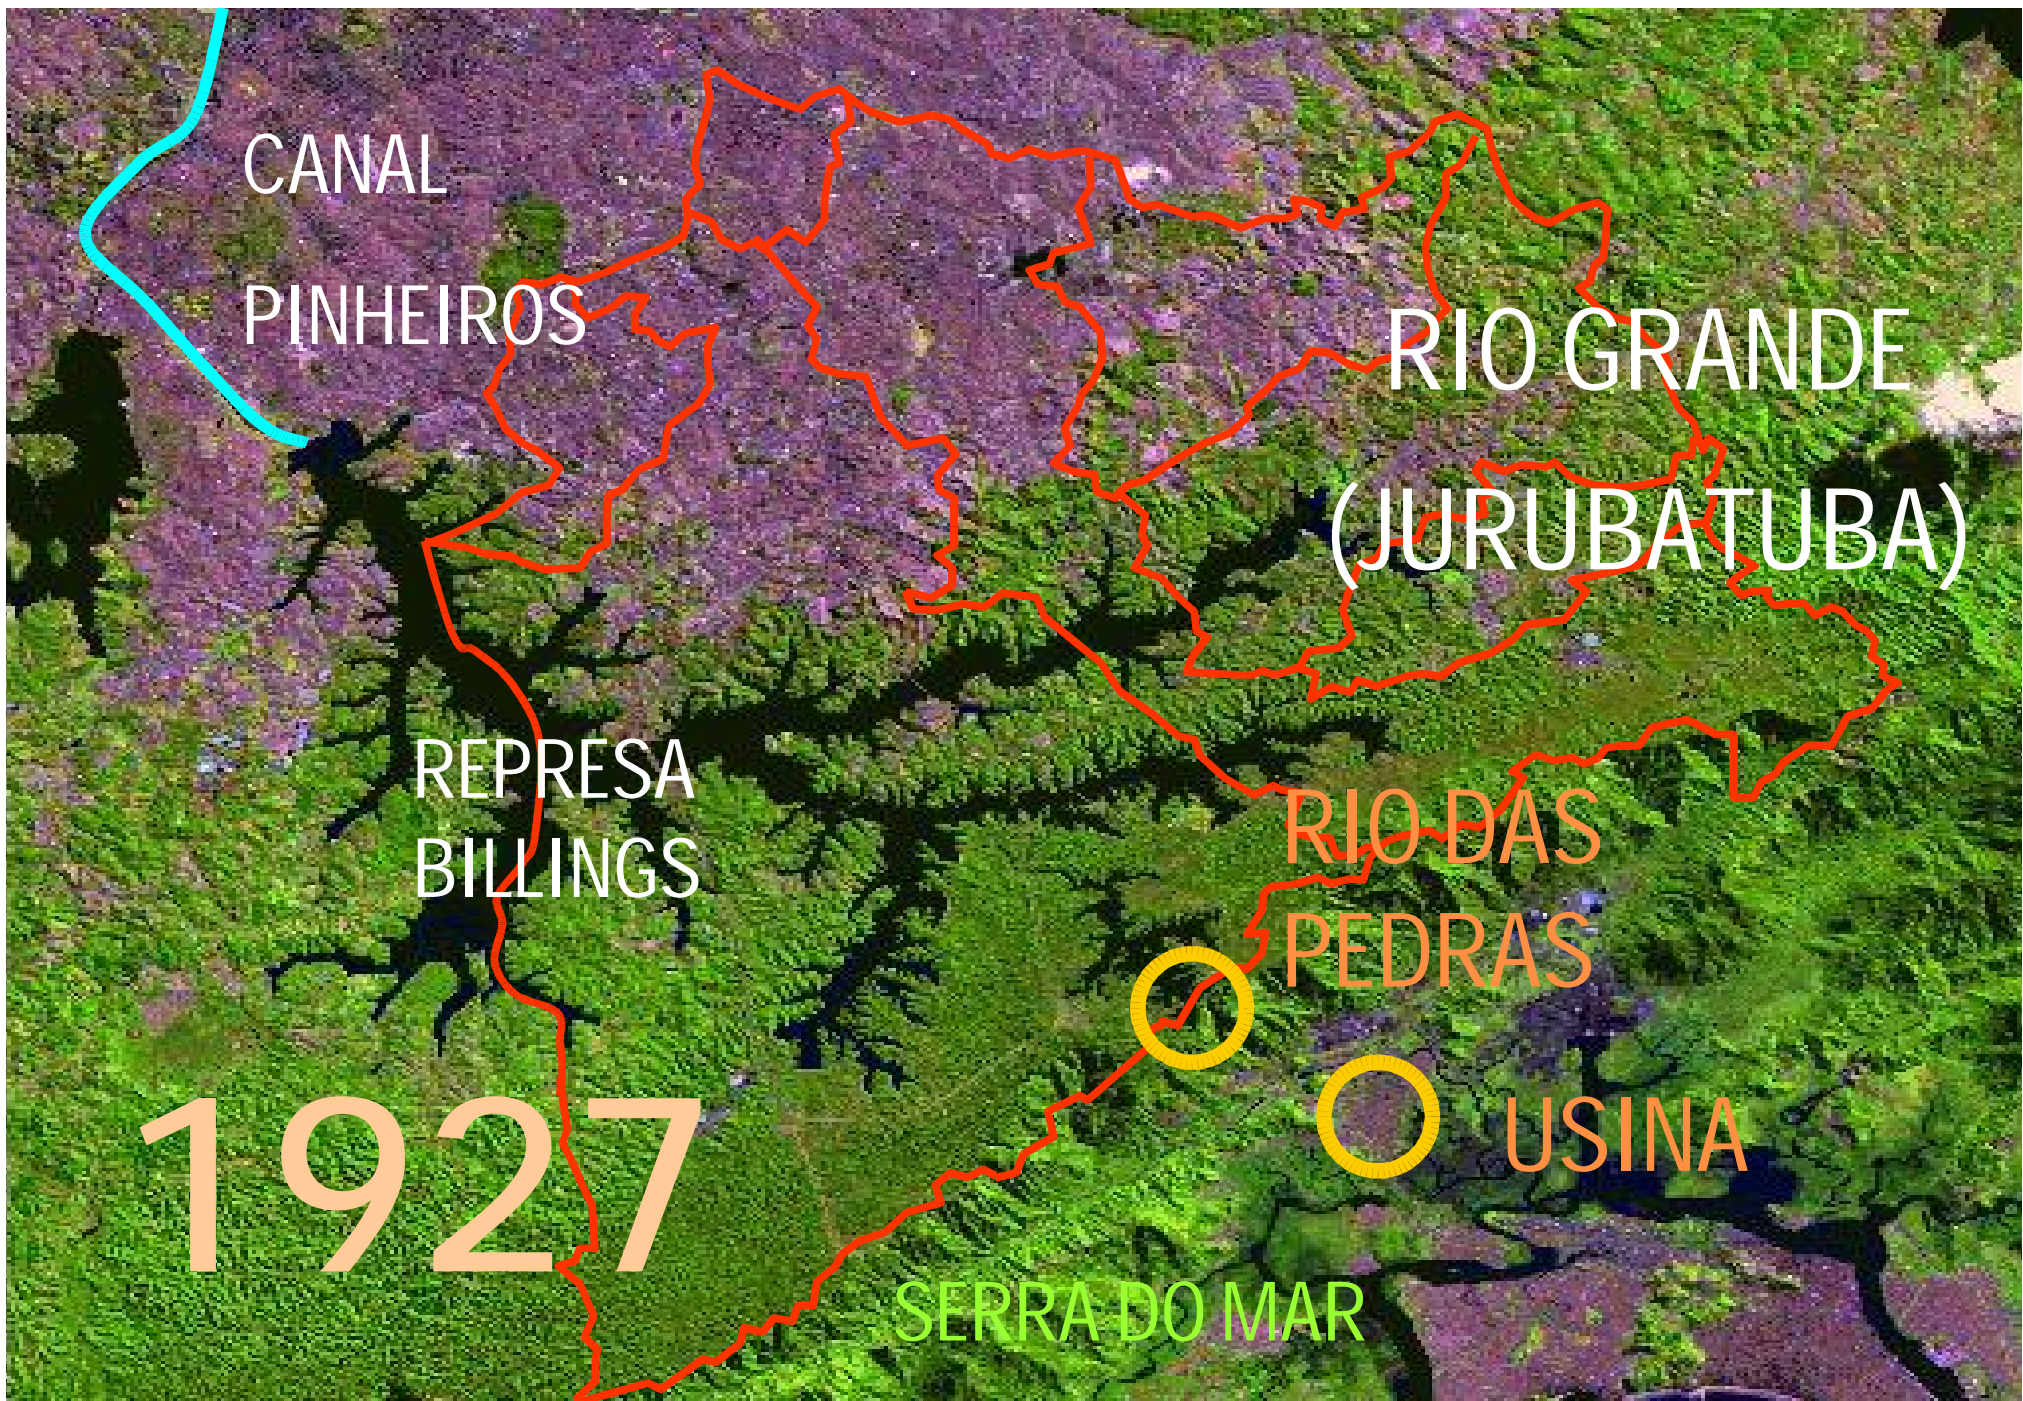 CANAL
PINHEIROS
RIO GRANDE
(JURUBATUBA)
REPRESA
BILLINGS
RIO DAS
PEDRAS
USINA
1927
SERRA DO MAR